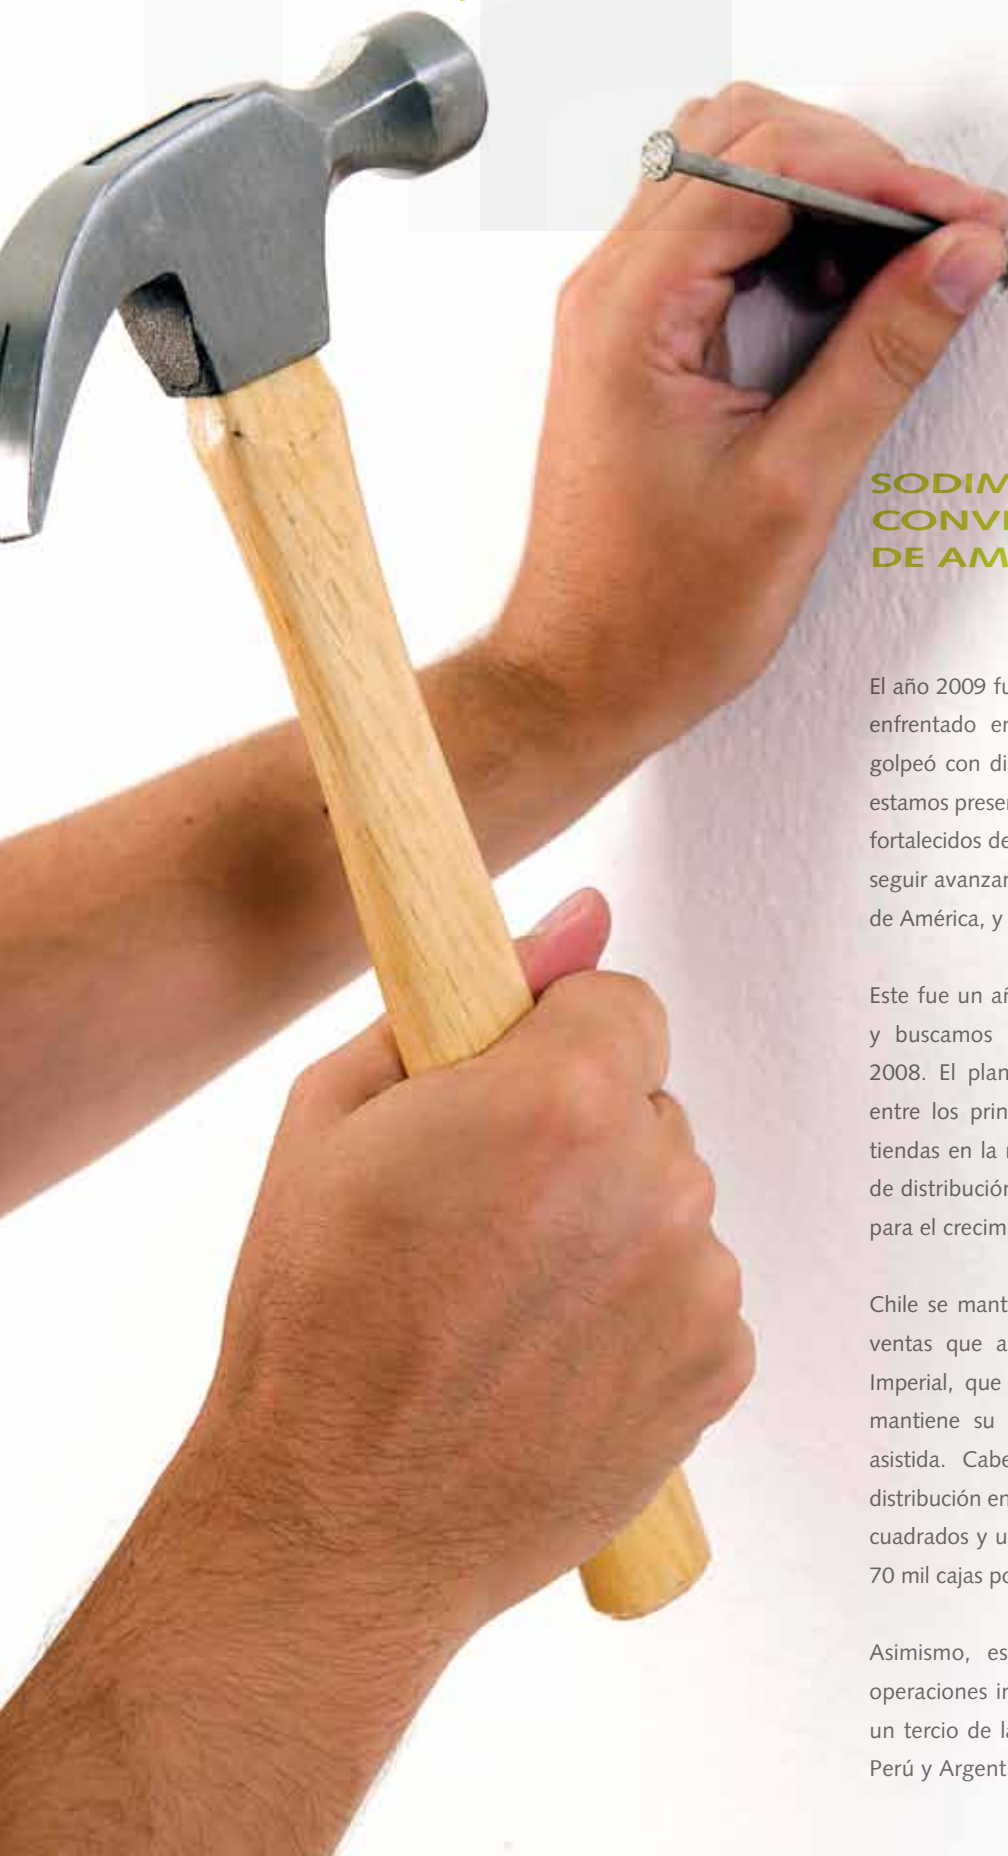 SODIM
CONVE
DE AM
El año 2009 fu
enfrentado en
golpeó con di
estamos presen
fortalecidos de
seguir avanzan
de América, y
Este fue un añ
y buscamos
2008. El plan
entre los prin
tiendas en la r
de distribución
para el crecim
Chile se mant
ventas que a
Imperial, que
mantiene su
asistida. Cabe
distribución en
cuadrados y u
70 mil cajas po
Asimismo, es
operaciones in
un tercio de la
Perú y Argent